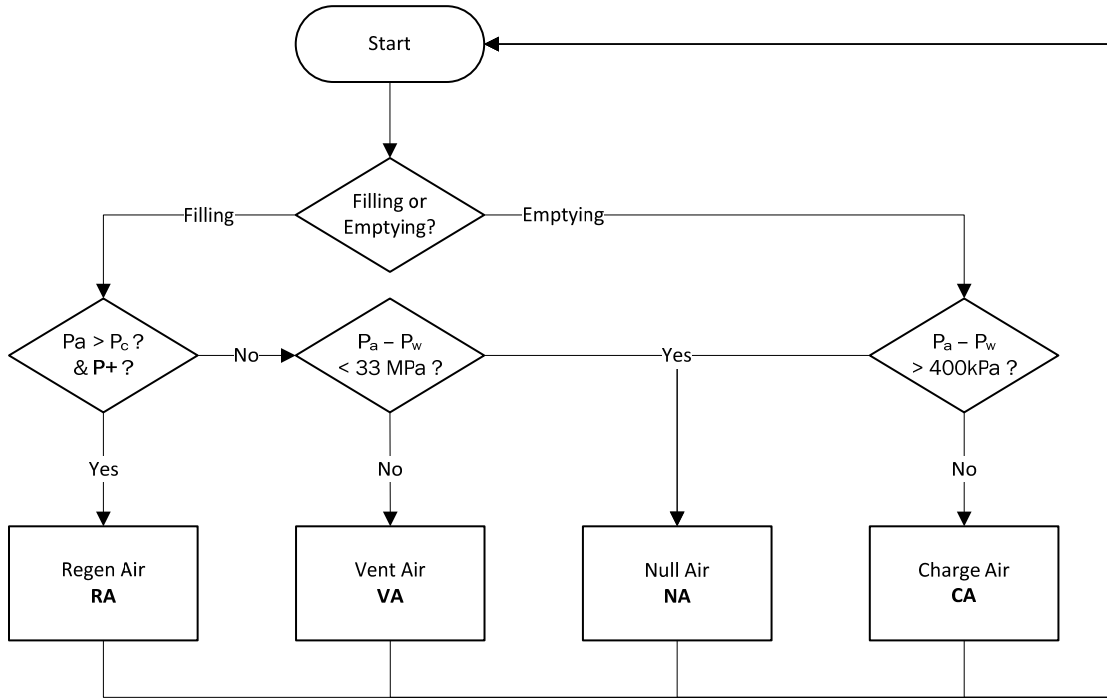 Start
Filling or
Emptying?
Filling
Emptying
Pa > Pc ?
& P+ ?
No
Pa – Pw
< 33 MPa ?
Yes
Pa – Pw
> 400kPa ?
Yes
No
No
Regen Air
RA
Vent Air
VA
Null Air
NA
Charge Air
CA